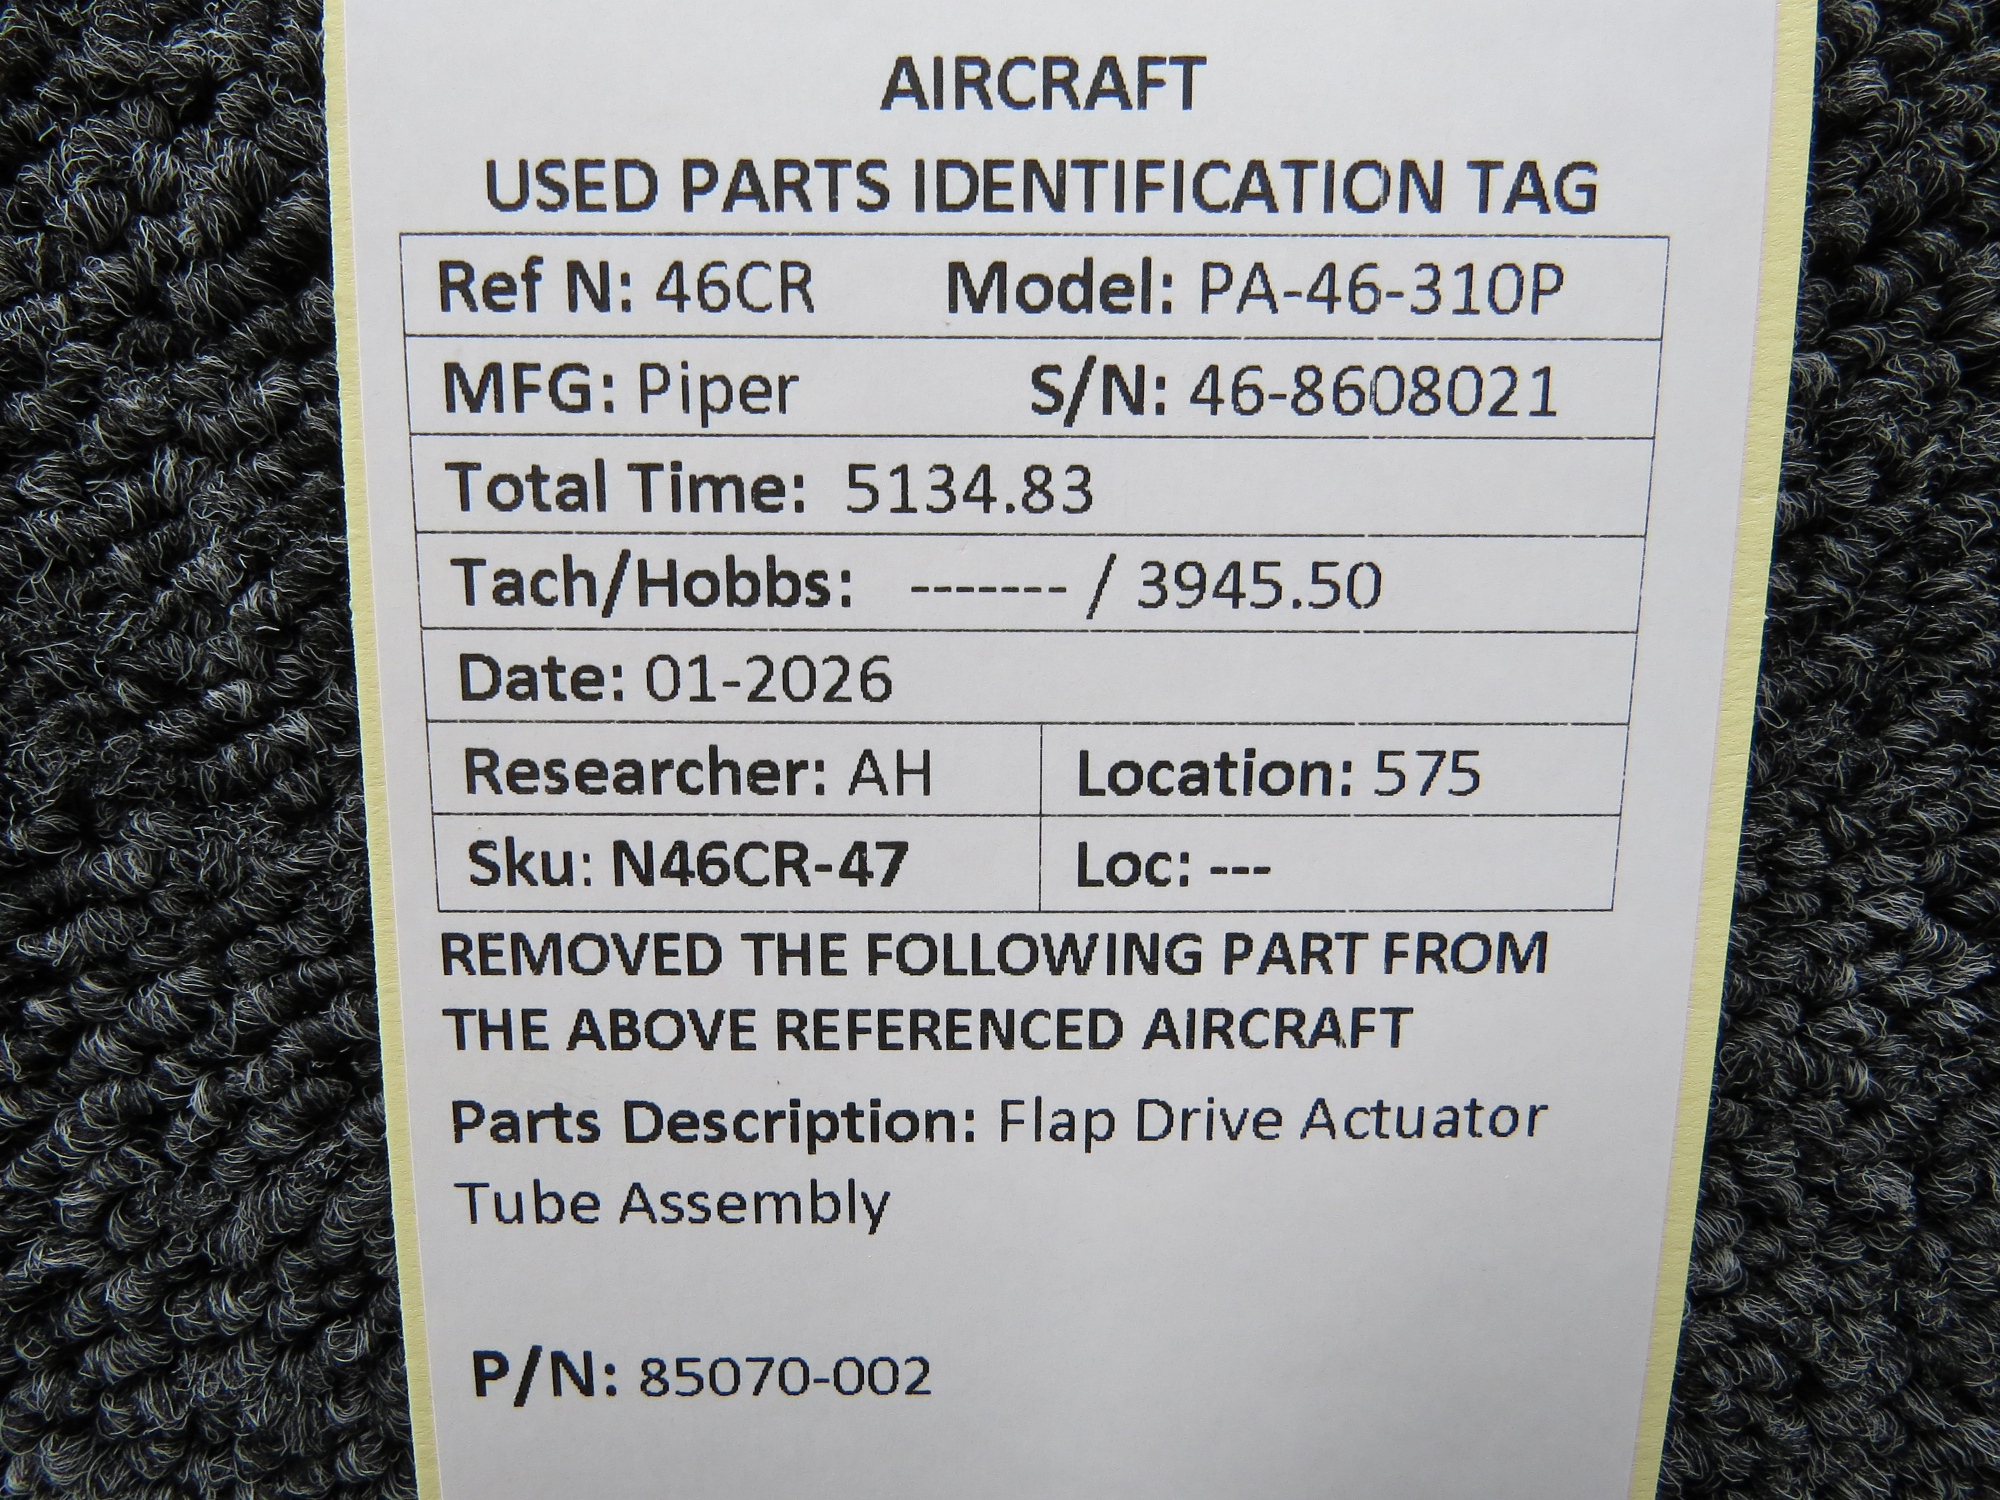 AIRCRAFT
USED PARTS IDENTIFICATION TAG
Ref N: 46CR Model: PA-46-310P
MFG: Piper S/N: 46-8608021
Total Time: 5134.83
Tach/Hobbs: ------- / 3945.50
Date: 01-2026
Researcher: AH Location: 575
Sku: N46CR-47 Loc: ---
REMOVED THE FOLLOWING PART FROM
THE ABOVE REFERENCED AIRCRAFT
Parts Description: Flap Drive Actuator
Tube Assembly
P/N: 85070-002